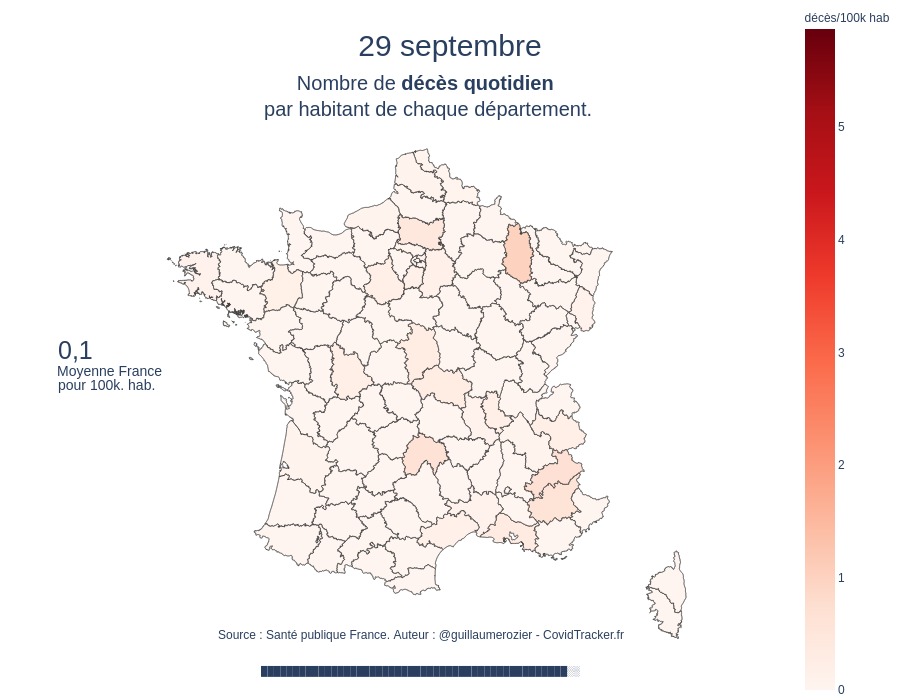 décès/100k hab
29 septembre
Nombre de décès quotidien
par habitant de chaque département.
5
4
3
2
1
0
0,1
Moyenne France
pour 100k. hab.
Source : Santé publique France. Auteur : @guillaumerozier - CovidTracker.fr